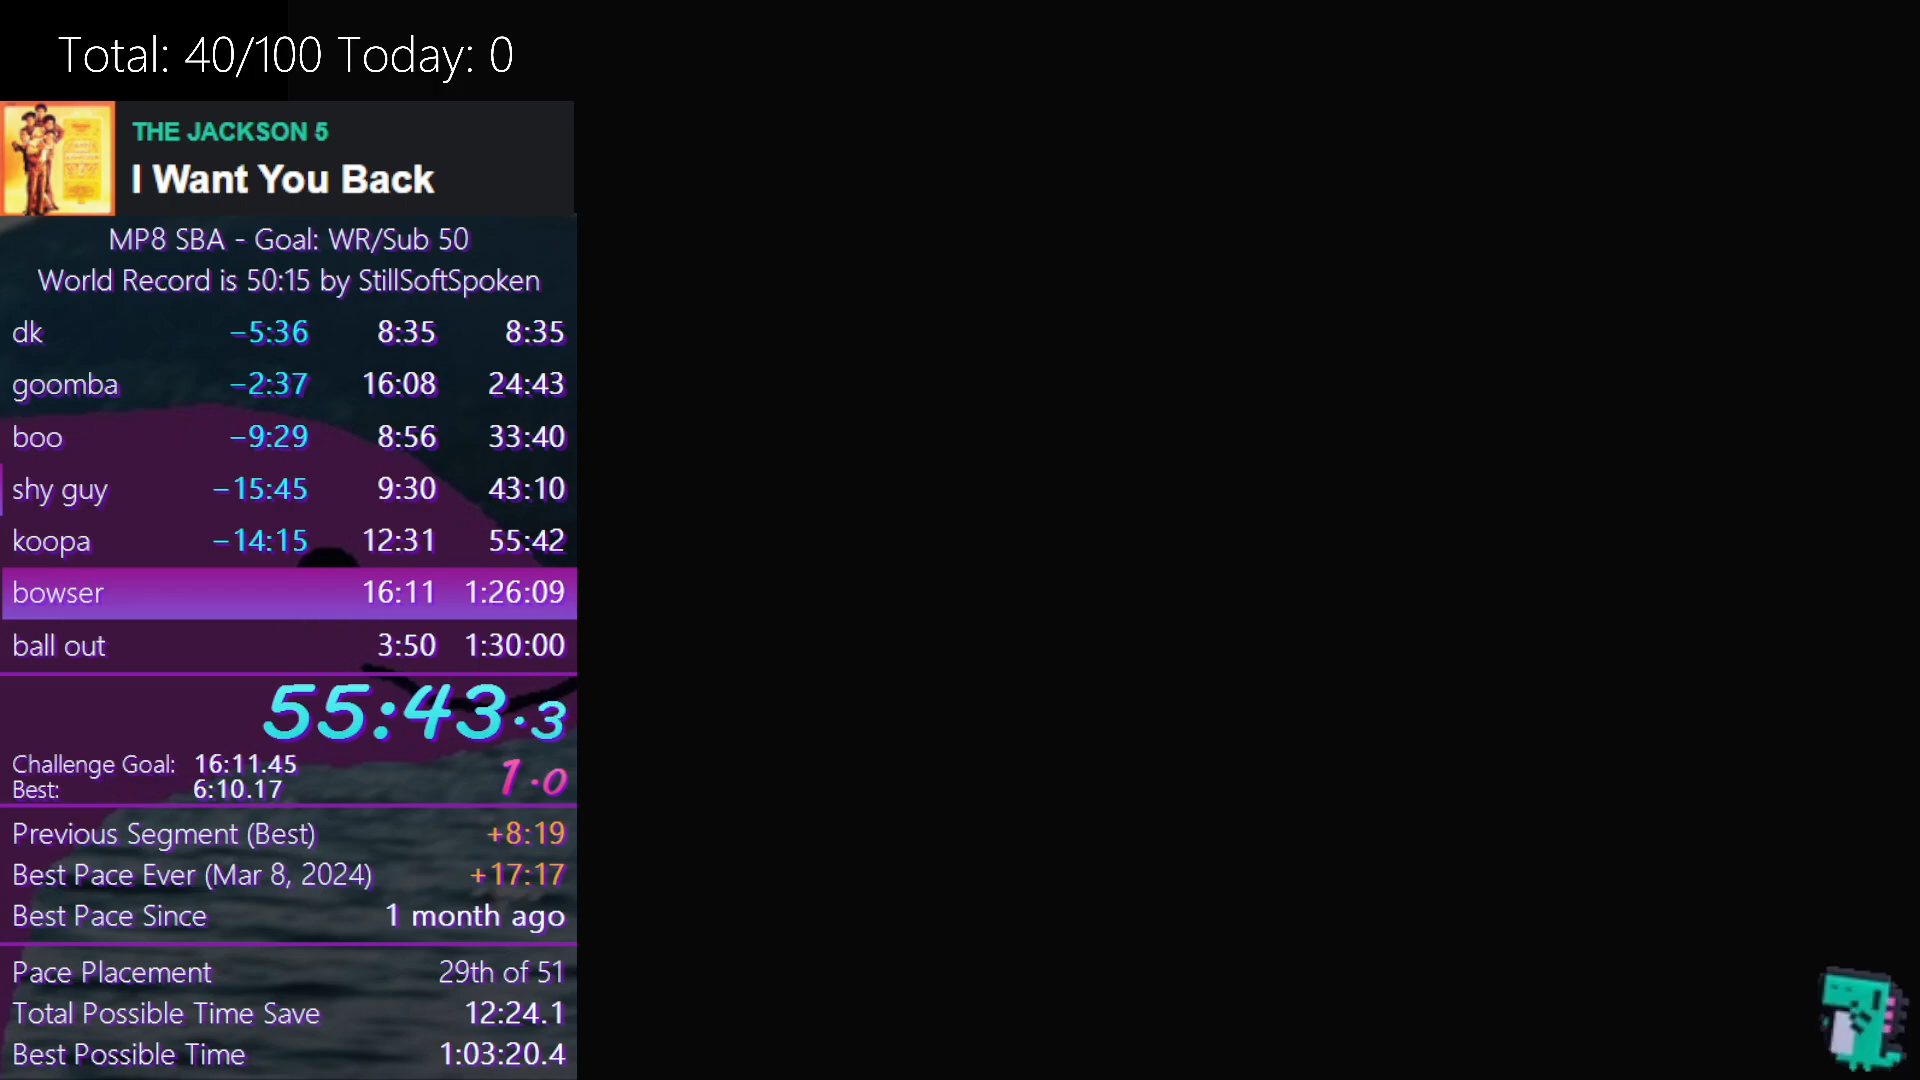 Total: 40/100 Today: 0
THE JACKSON 5
I Want You Back
MP8 SBA - Goal: WR/Sub 50
World Record is 50:15 by StillSoftSpoken
dk −5:36 8:35 8:35
goomba −2:37 16:08 24:43
boo −9:29 8:56 33:40
shy guy −15:45 9:30 43:10
koopa −14:15 12:31 55:42
bowser 16:11 1:26:09
ball out 3:50 1:30:00
55:43.3
Challenge Goal: 16:11.45
Best: 6:10.17
1.0
Previous Segment (Best) +8:19
Best Pace Ever (Mar 8, 2024) +17:17
Best Pace Since 1 month ago
Pace Placement 29th of 51
Total Possible Time Save 12:24.1
Best Possible Time 1:03:20.4